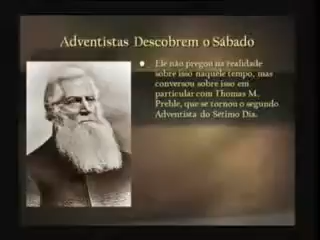 Adventistas Descobrem o Sábado
Ele não pregou na realidade
sobre isso naquele tempo, mas
conversou sobre isso em
particular com Thomas M.
Preble, que se tornou o segundo
Adventista do Sétimo Dia.